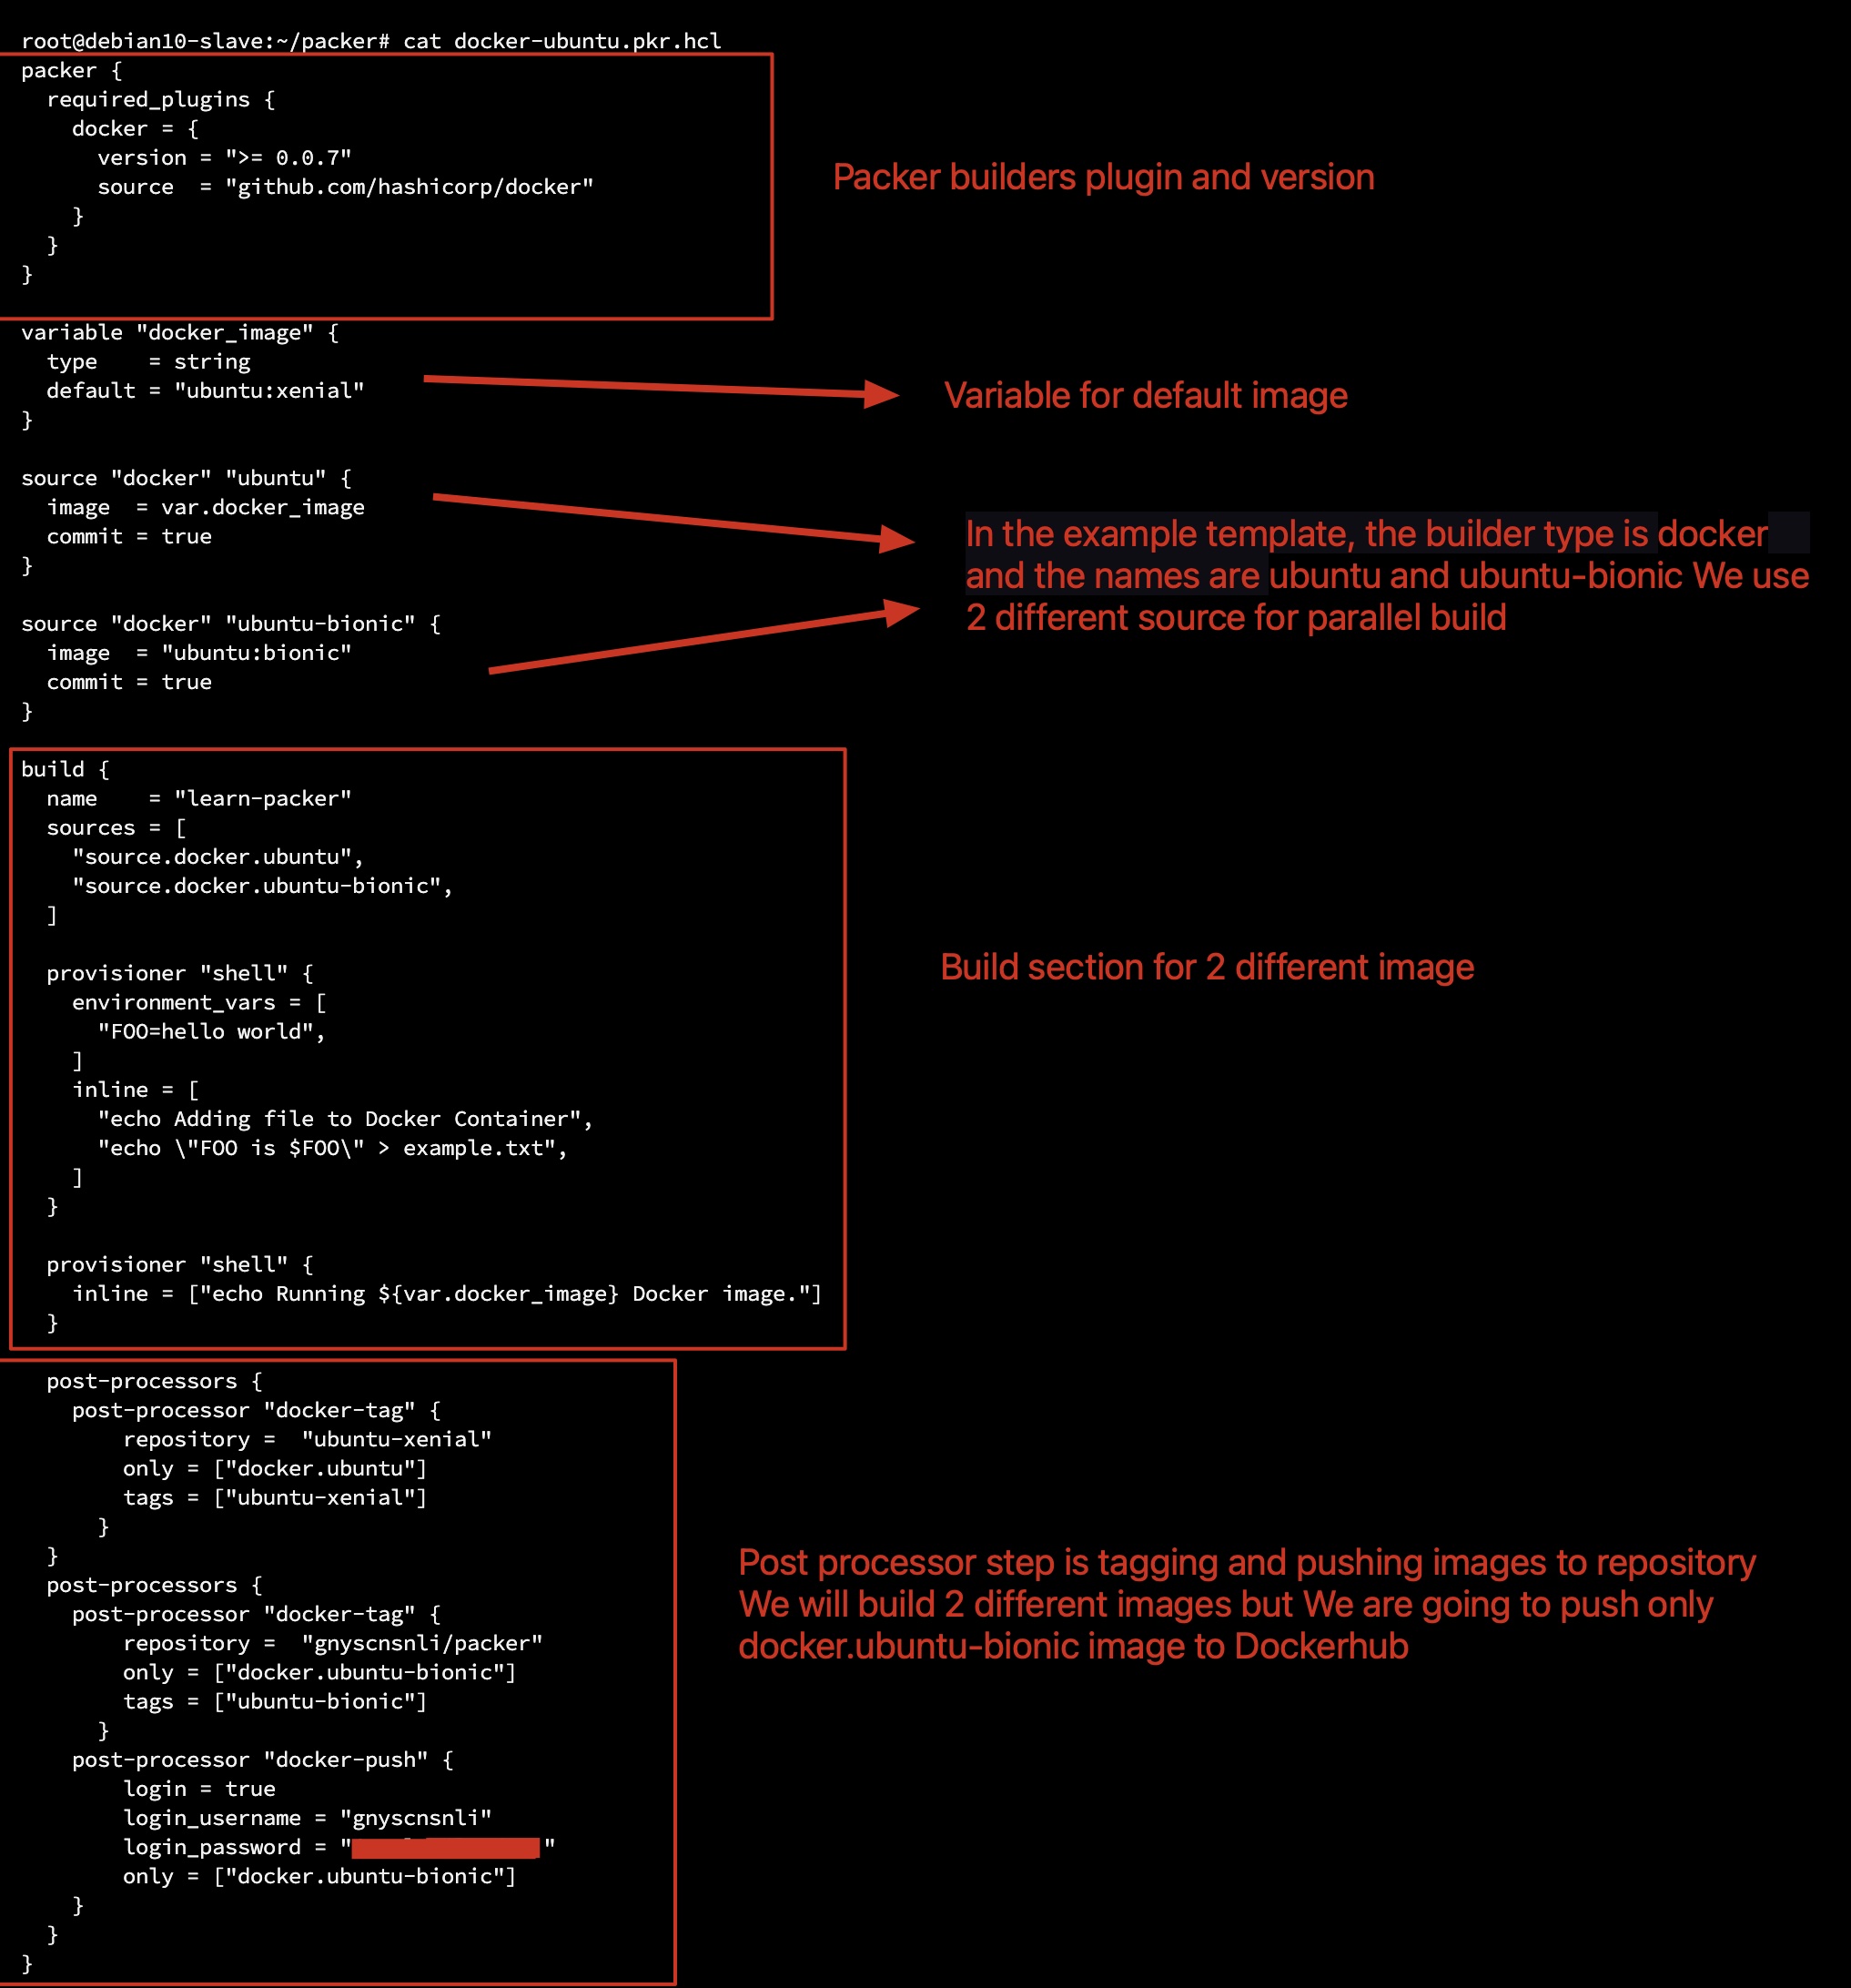 root@debian10-slave:~/packer# cat docker-ubuntu.pkr.hcl
packer {
  required_plugins {
    docker = {
      version = ">= 0.0.7"
      source  = "github.com/hashicorp/docker"
    }
  }
}
Packer builders plugin and version
variable "docker_image" {
  type    = string
  default = "ubuntu:xenial"
}
Variable for default image
source "docker" "ubuntu" {
  image  = var.docker_image
  commit = true
}
source "docker" "ubuntu-bionic" {
  image  = "ubuntu:bionic"
  commit = true
}
In the example template, the builder type is docker
and the names are ubuntu and ubuntu-bionic We use
2 different source for parallel build
build {
  name    = "learn-packer"
  sources = [
    "source.docker.ubuntu",
    "source.docker.ubuntu-bionic",
  ]
  provisioner "shell" {
    environment_vars = [
      "FOO=hello world",
    ]
    inline = [
      "echo Adding file to Docker Container",
      "echo \"FOO is $FOO\" > example.txt",
    ]
  }
  provisioner "shell" {
    inline = ["echo Running ${var.docker_image} Docker image."]
  }
Build section for 2 different image
  post-processors {
    post-processor "docker-tag" {
        repository =  "ubuntu-xenial"
        only = ["docker.ubuntu"]
        tags = ["ubuntu-xenial"]
      }
  }
  post-processors {
    post-processor "docker-tag" {
        repository =  "gnyscnsnli/packer"
        only = ["docker.ubuntu-bionic"]
        tags = ["ubuntu-bionic"]
      }
    post-processor "docker-push" {
        login = true
        login_username = "gnyscnsnli"
        login_password = " "
        only = ["docker.ubuntu-bionic"]
    }
  }
}
Post processor step is tagging and pushing images to repository
We will build 2 different images but We are going to push only
docker.ubuntu-bionic image to Dockerhub